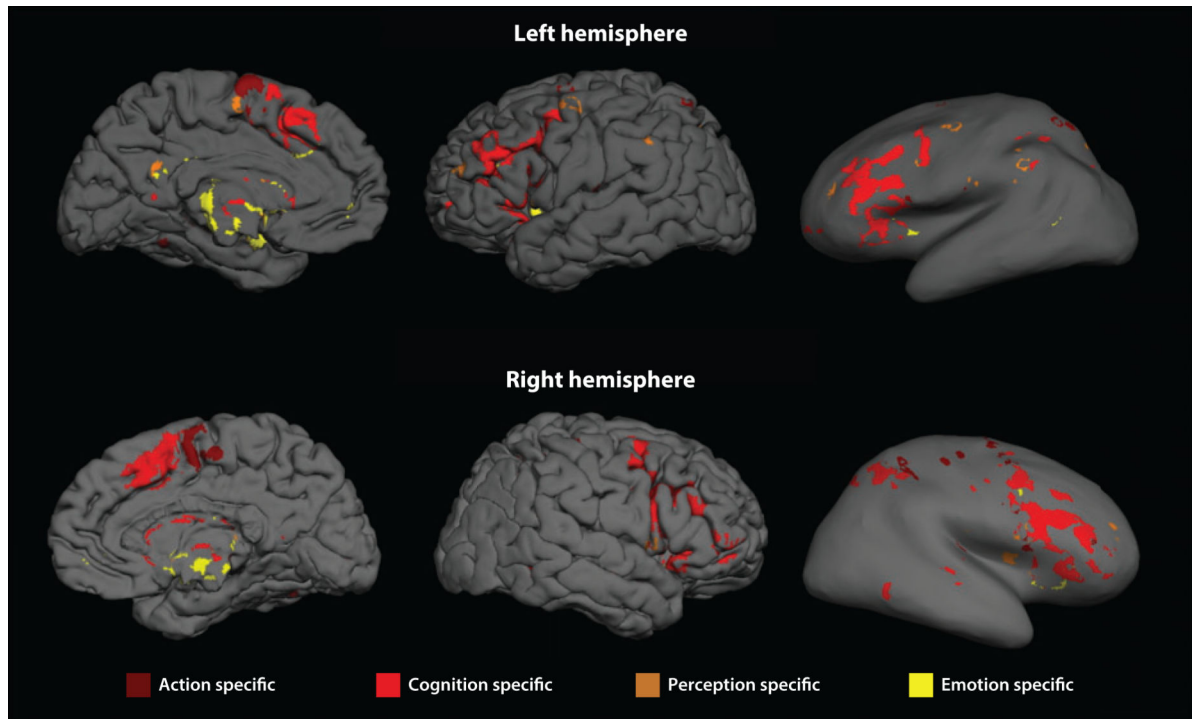 Left hemisphere
Right hemisphere
Action specific
Cognition specific
Perception specific
Emotion specific